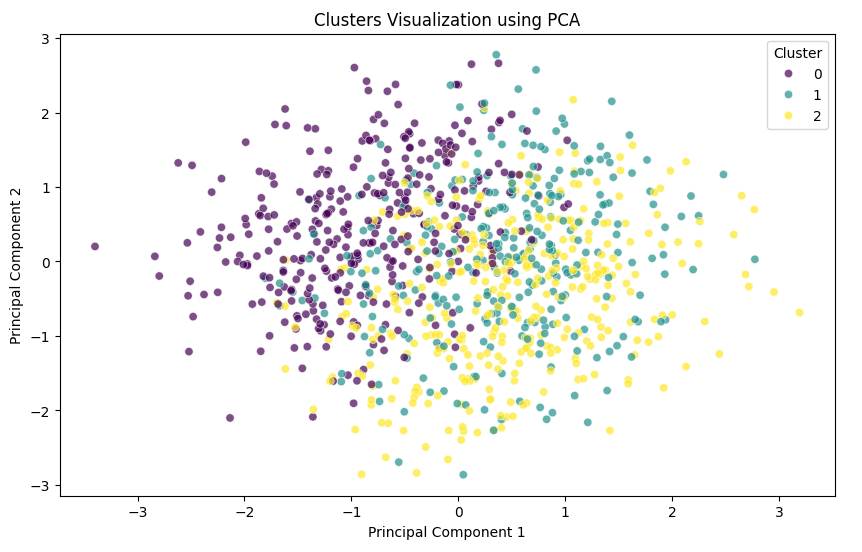 Clusters Visualization using PCA
Cluster
0
1
2
3
2
1
0
−1
−2
−3
Principal Component 2
−3 −2 −1 0 1 2 3
Principal Component 1